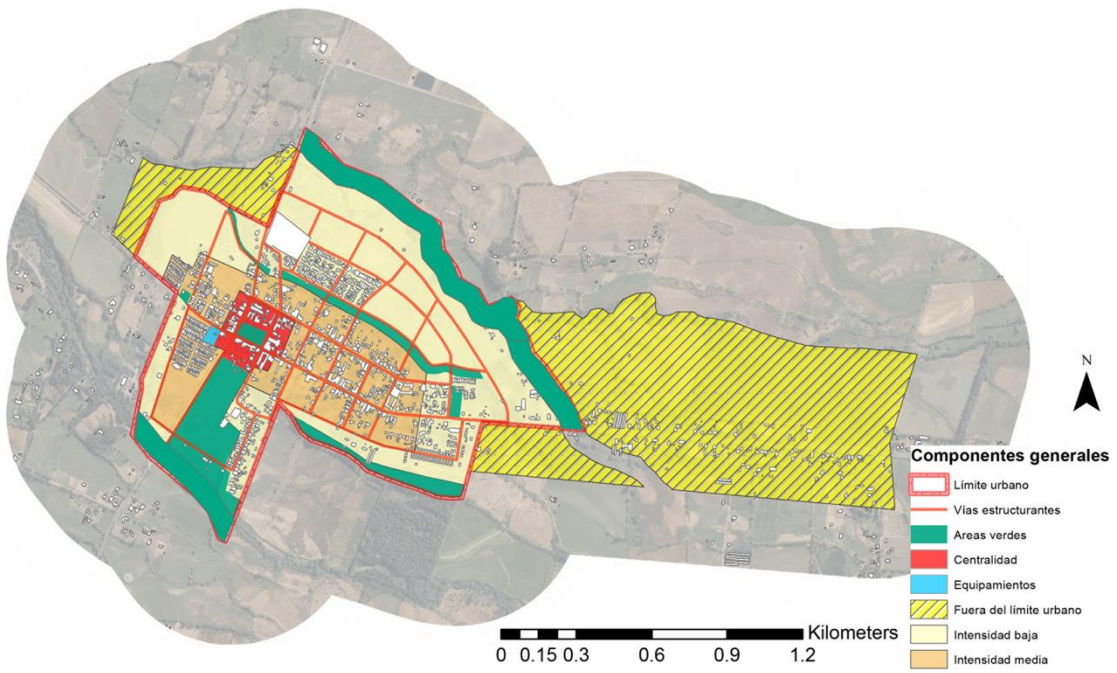 N
Componentes generales
Límite urbano
Vías estructurantes
Areas verdes
Centralidad
Equipamientos
Fuera del límite urbano
Intensidad baja
Intensidad media
Kilometers
0 0.15 0.3 0.6 0.9 1.2